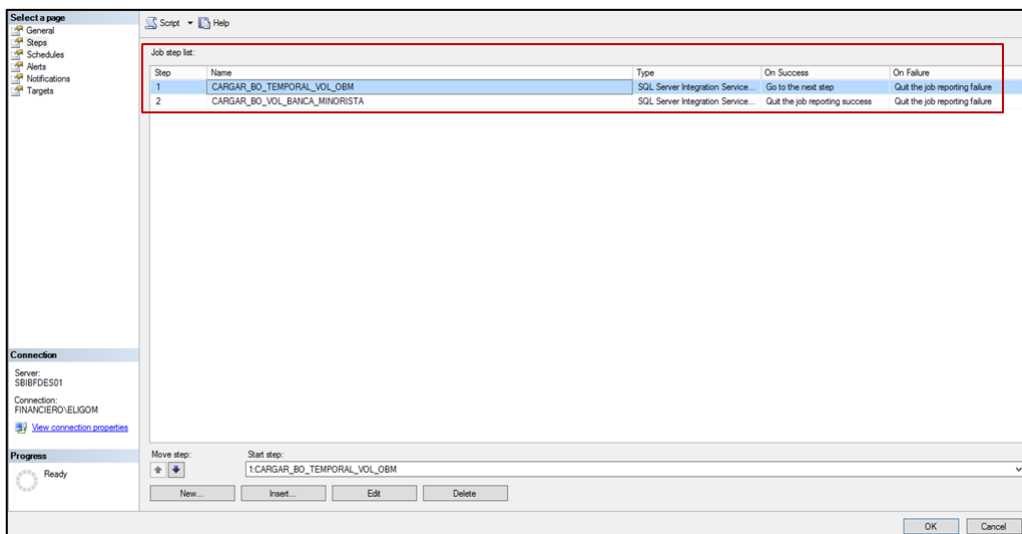 Select a page
General
Steps
Schedules
Alerts
Notifications
Targets
Script Help
Job step list:
Step Name Type On Success On Failure
1 CARGAR_BO_TEMPORAL_VOL_OBM SQL Server Integration Service... Go to the next step Quit the job reporting failure
2 CARGAR_BO_VOL_BANCA_MINORISTA SQL Server Integration Service... Quit the job reporting success Quit the job reporting failure
Connection
Server:
SBIBFDES01
Connection:
FINANCIERO\ELIGOM
View connection properties
Progress
Ready
Move step: Start step:
1:CARGAR_BO_TEMPORAL_VOL_OBM
New... Insert... Edit Delete
OK Cancel